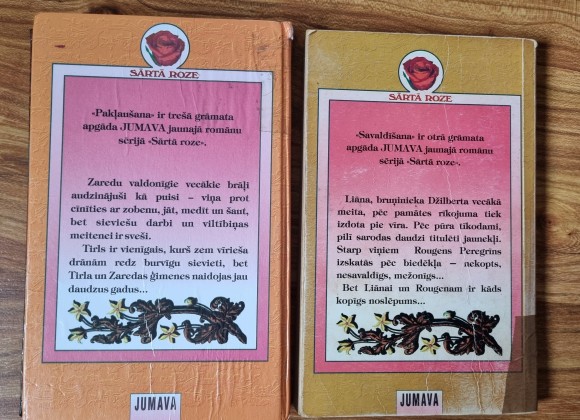 SĀRTĀ ROZE
«Pakļaušana» ir trešā grāmata
apgāda JUMAVA jaunajā romānu
sērijā «Sārtā roze».
Zaredu valdonīgie vecākie brāļi
audzinājuši kā puisi – viņa prot
cīnīties ar zobenu, jāt, medīt un šaut,
bet sieviešu darbi un viltībiņas
meitenei ir sveši.
Tirls ir vienīgais, kurš zem vīrieša
drānām redz burvīgu sievieti, bet
Tirla un Zaredas ģimenes naidojas jau
daudzus gadus...
JUMAVA
SĀRTĀ ROZE
«Savaldīšana» ir otrā grāmata
apgāda JUMAVA jaunajā romānu
sērijā «Sārtā roze».
Liāna, bruņinieka Džilberta vecākā
meita, pēc pamātes rīkojuma tiek
izdota pie vīra. Pēc pūra tīkodami,
pili sarodas daudzi titulēti jaunekļi.
Starp viņiem Rougens Peregrins
izskatās pēc biedēkļa – nekopts,
nesavaldīgs, mežonīgs...
Bet Liānai un Rougenam ir kāds
kopīgs noslēpums...
JUMAVA